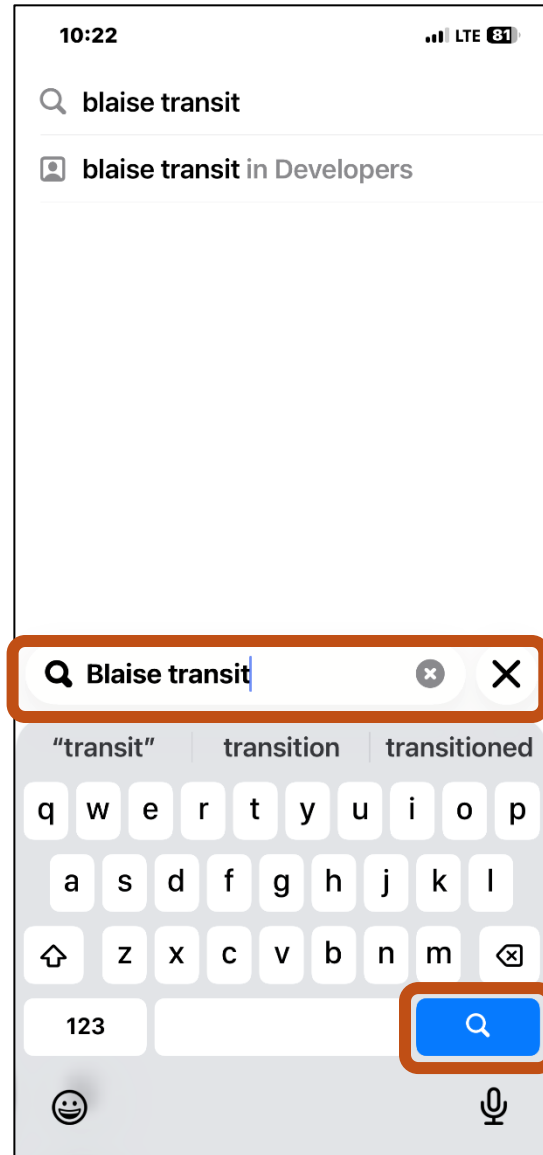 10:22 LTE 81
blaise transit
blaise transit in Developers
Blaise transit
“transit” transition transitioned
q w e r t y u i o p
a s d f g h j k l
z x c v b n m
123